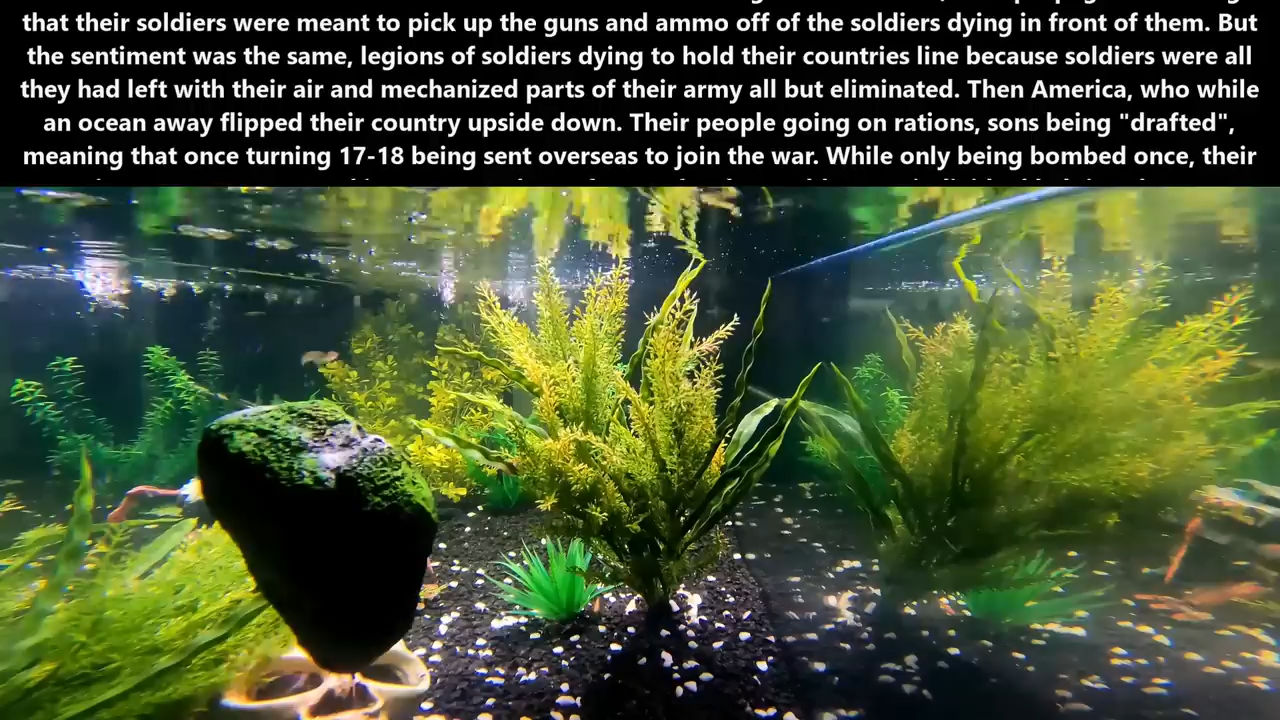 that their soldiers were meant to pick up the guns and ammo off of the soldiers dying in front of them. But
the sentiment was the same, legions of soldiers dying to hold their countries line because soldiers were all
they had left with their air and mechanized parts of their army all but eliminated. Then America, who while
an ocean away flipped their country upside down. Their people going on rations, sons being "drafted",
meaning that once turning 17-18 being sent overseas to join the war. While only being bombed once, their